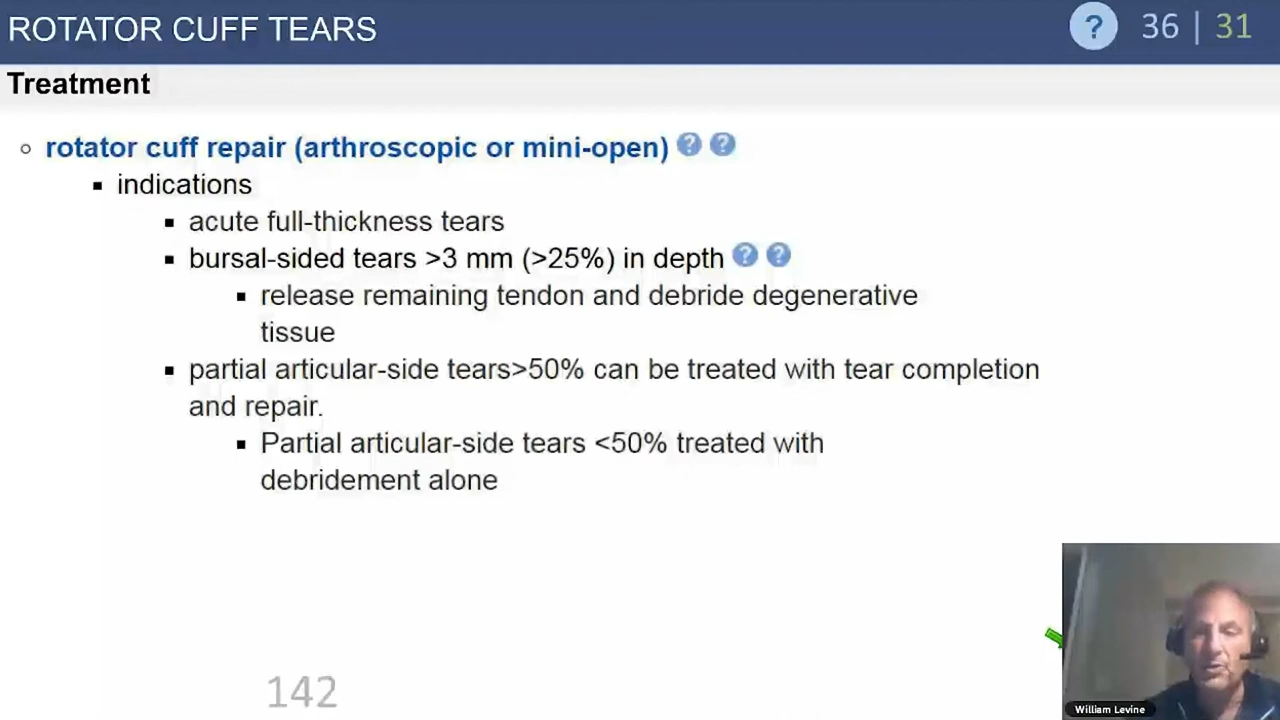 ROTATOR CUFF TEARS ? 36 | 31
Treatment
rotator cuff repair (arthroscopic or mini-open) ? ?
indications
acute full-thickness tears
bursal-sided tears >3 mm (>25%) in depth ? ?
release remaining tendon and debride degenerative
tissue
partial articular-side tears>50% can be treated with tear completion
and repair.
Partial articular-side tears <50% treated with
debridement alone
142
William Levine